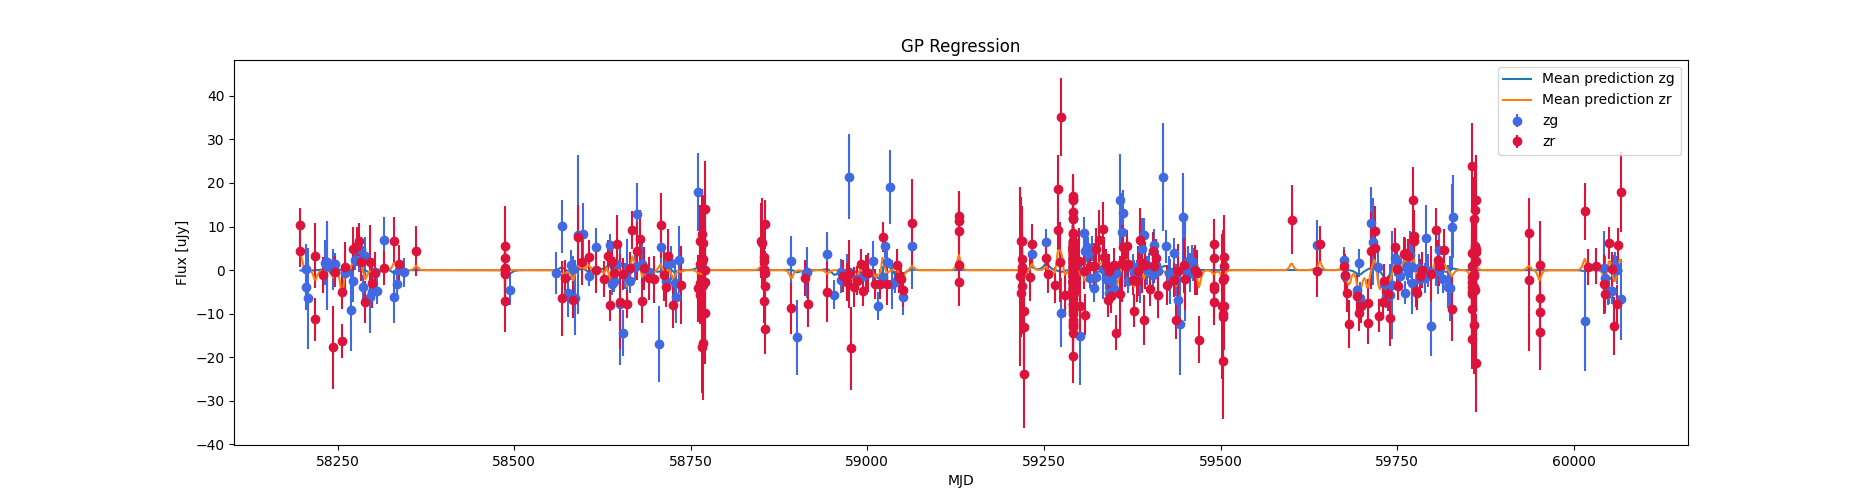 GP Regression
Flux [uJy]
40
30
20
10
0
−10
−20
−30
−40
Mean prediction zg
Mean prediction zr
zg
zr
58250
58500
58750
59000
59250
59500
59750
60000
MJD